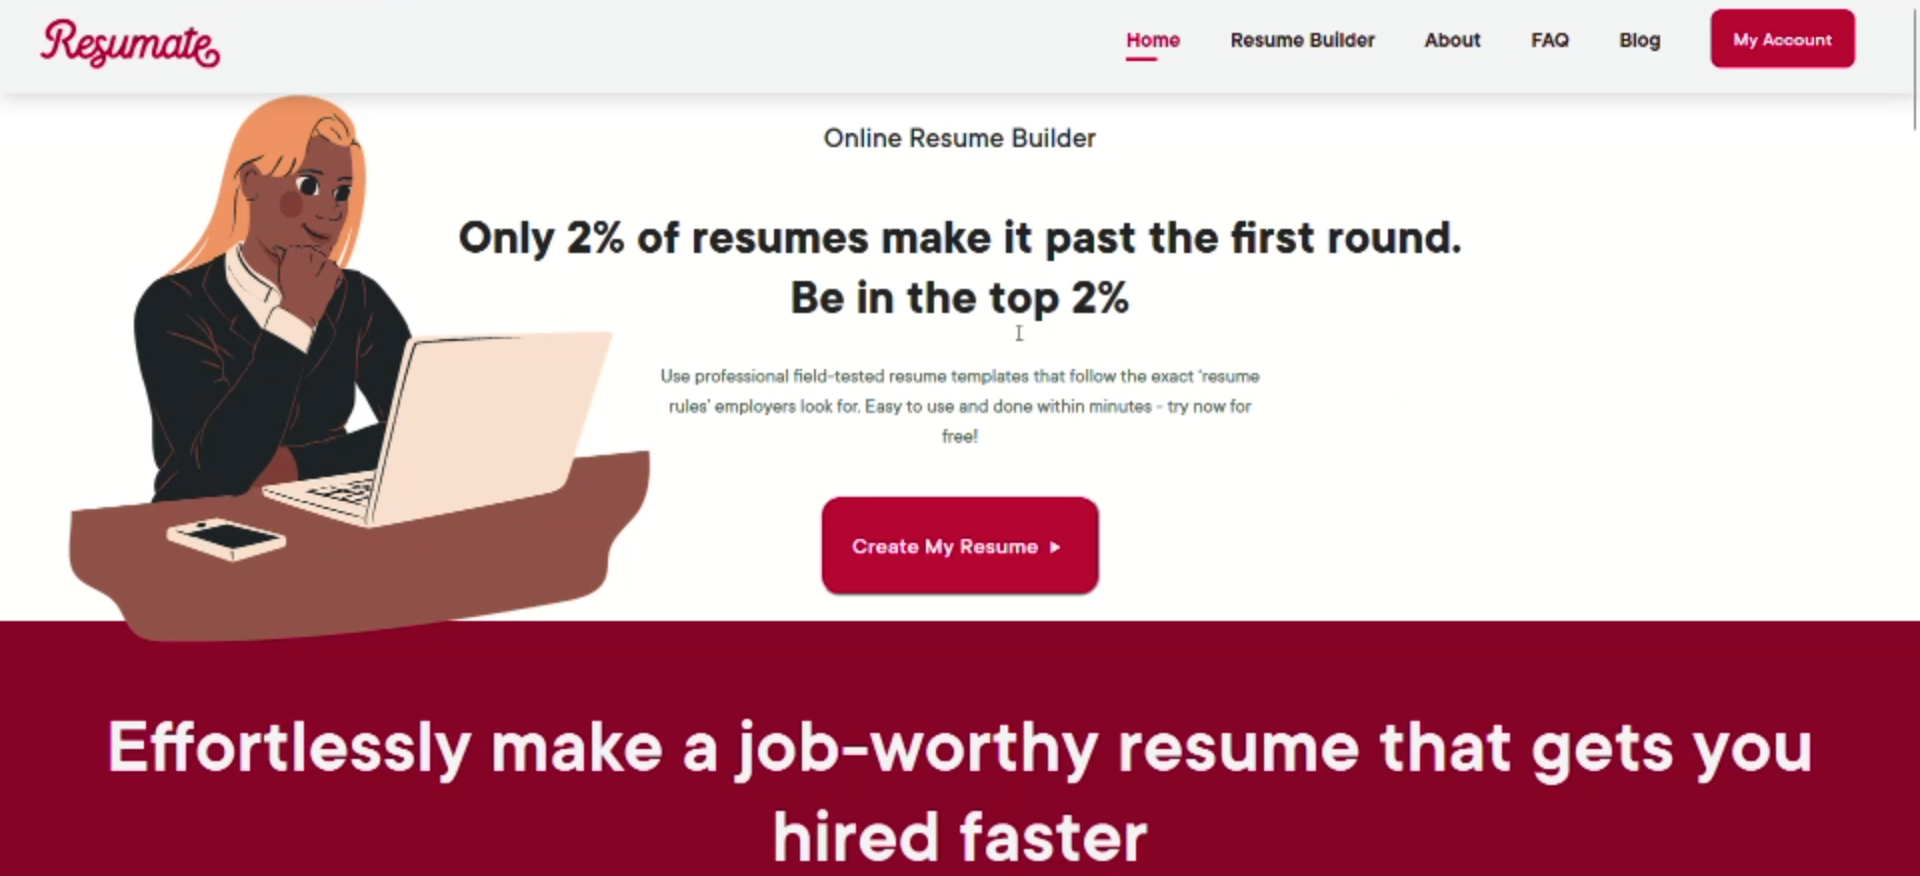 Resumate
Home Resume Builder About FAQ Blog My Account
Online Resume Builder
Only 2% of resumes make it past the first round.
Be in the top 2%
Use professional field-tested resume templates that follow the exact ‘resume
rules’ employers look for. Easy to use and done within minutes - try now for
free!
Create My Resume
Effortlessly make a job-worthy resume that gets you
hired faster